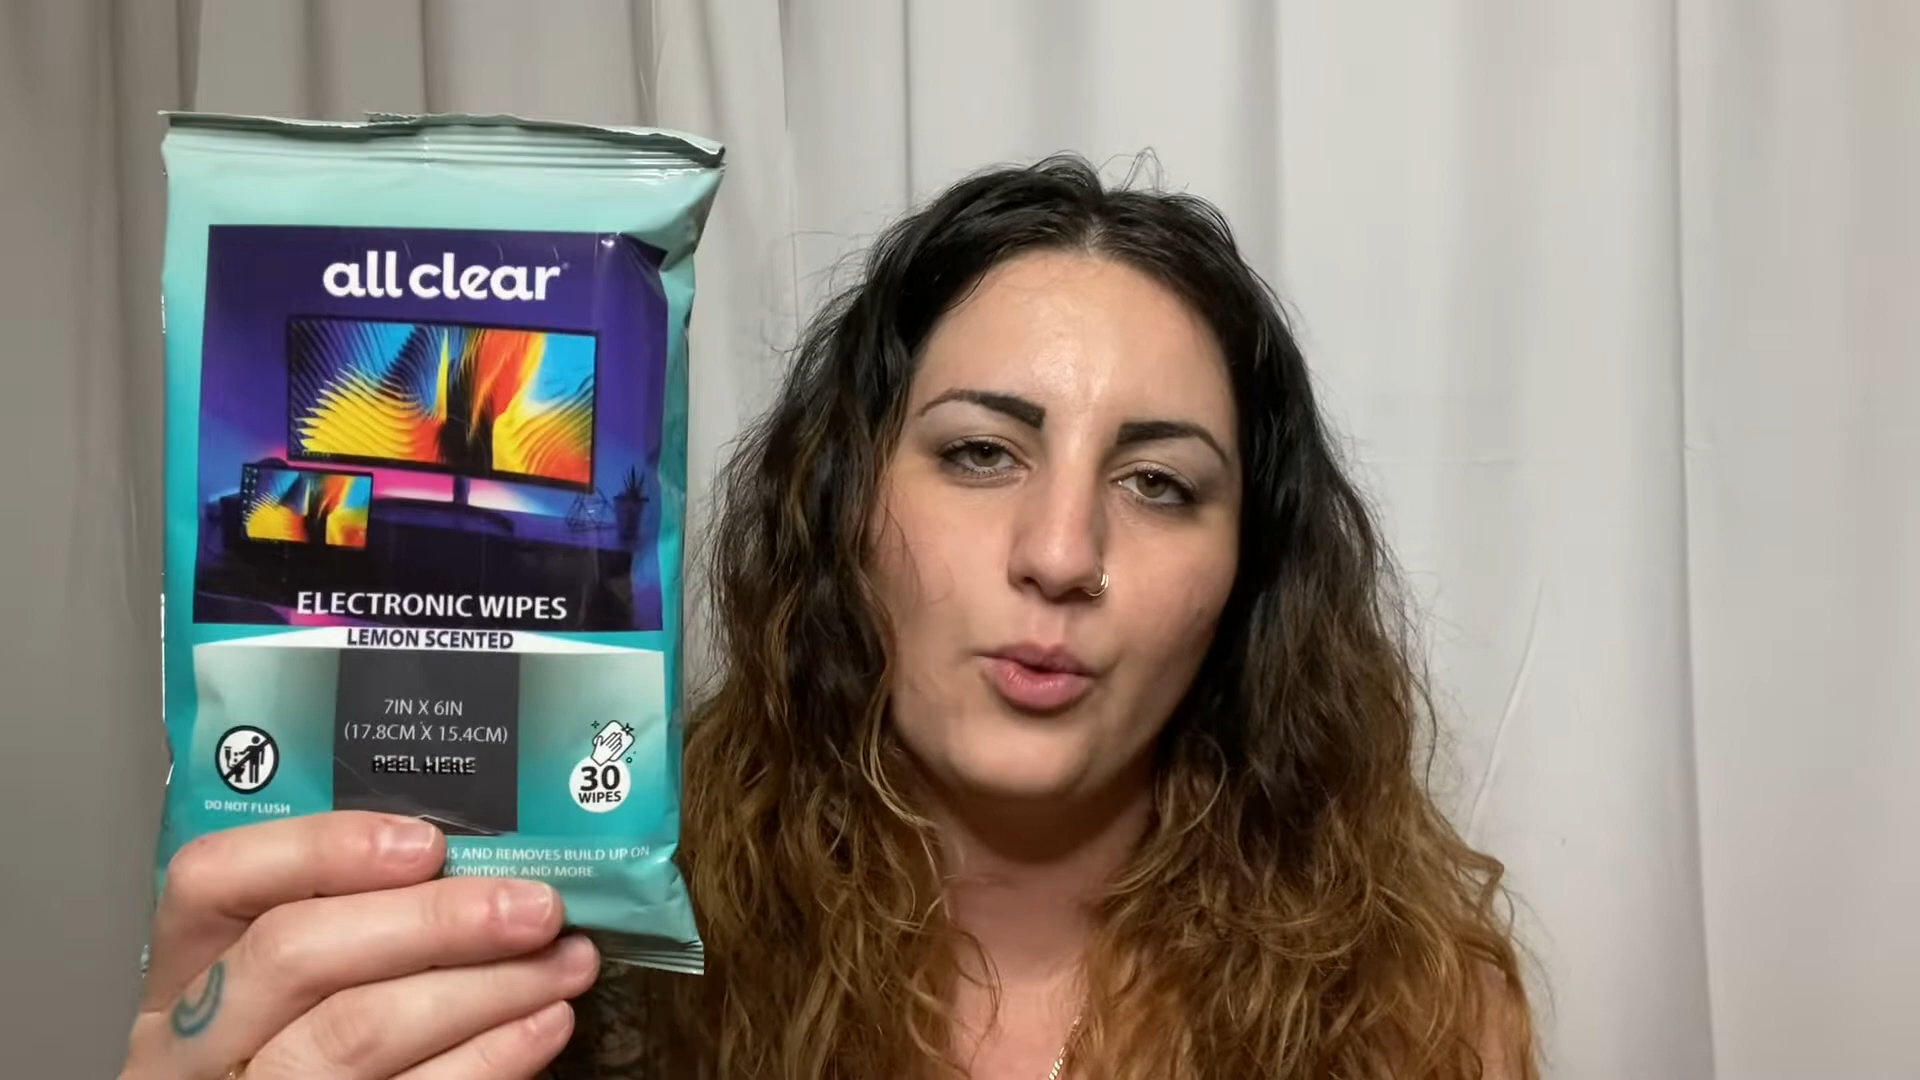 all clear
ELECTRONIC WIPES
LEMON SCENTED
7IN X 6IN
(17.8CM X 15.4CM)
PEEL HERE
30
WIPES
DO NOT FLUSH
AND REMOVES BUILD UP ON
MONITORS AND MORE